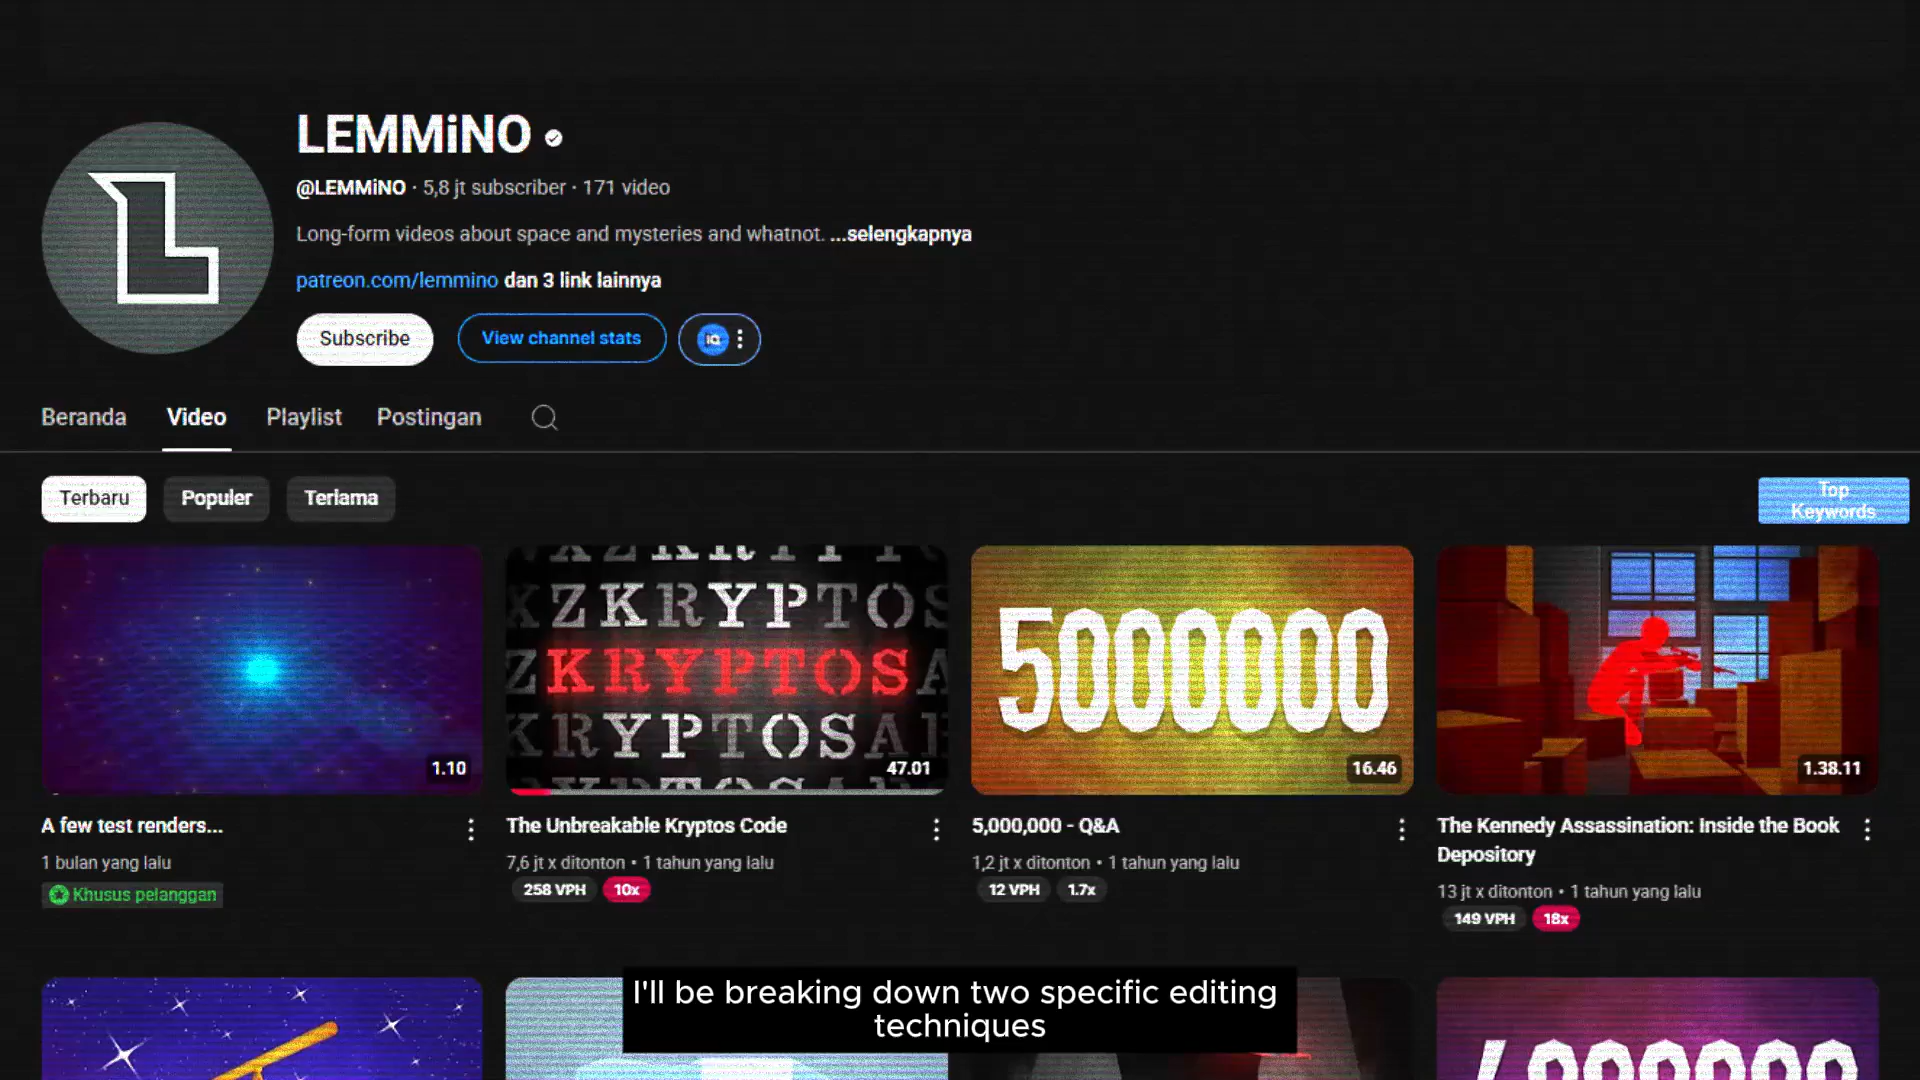 LEMMiNO
@LEMMiNO · 5,8 jt subscriber · 171 video
Long-form videos about space and mysteries and whatnot. ...selengkapnya
patreon.com/lemmino dan 3 link lainnya
Subscribe
View channel stats
iQ
Beranda
Video
Playlist
Postingan
Terbaru
Populer
Terlama
Top
Keywords
1.10
XZKRYPTOS
ZKRYPTOSA
KRYPTOSA
47.01
5000000
16.46
1.38.11
A few test renders...
1 bulan yang lalu
Khusus pelanggan
The Unbreakable Kryptos Code
7,6 jt x ditonton • 1 tahun yang lalu
258 VPH
10x
5,000,000 - Q&A
1,2 jt x ditonton • 1 tahun yang lalu
12 VPH
1.7x
The Kennedy Assassination: Inside the Book
Depository
13 jt x ditonton • 1 tahun yang lalu
149 VPH
18x
I'll be breaking down two specific editing
techniques